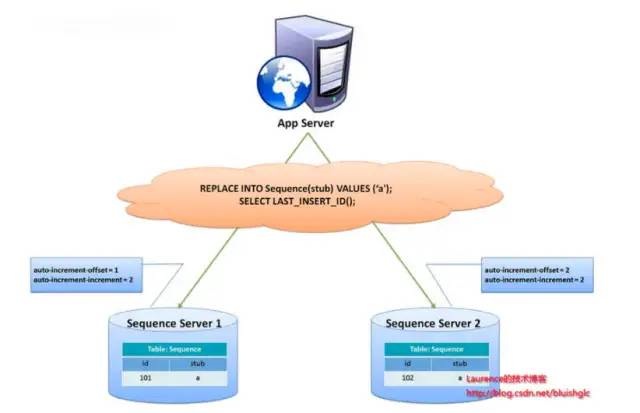 App Server
REPLACE INTO Sequence(stub) VALUES ('a');
SELECT LAST_INSERT_ID();
auto-increment-offset = 1
auto-increment-increment = 2
auto-increment-offset = 2
auto-increment-increment = 2
Sequence Server 1
Table: Sequence
id stub
101 a
Sequence Server 2
Table: Sequence
id stub
102 a
Laurence的技术博客
http://blog.csdn.net/bluishglc